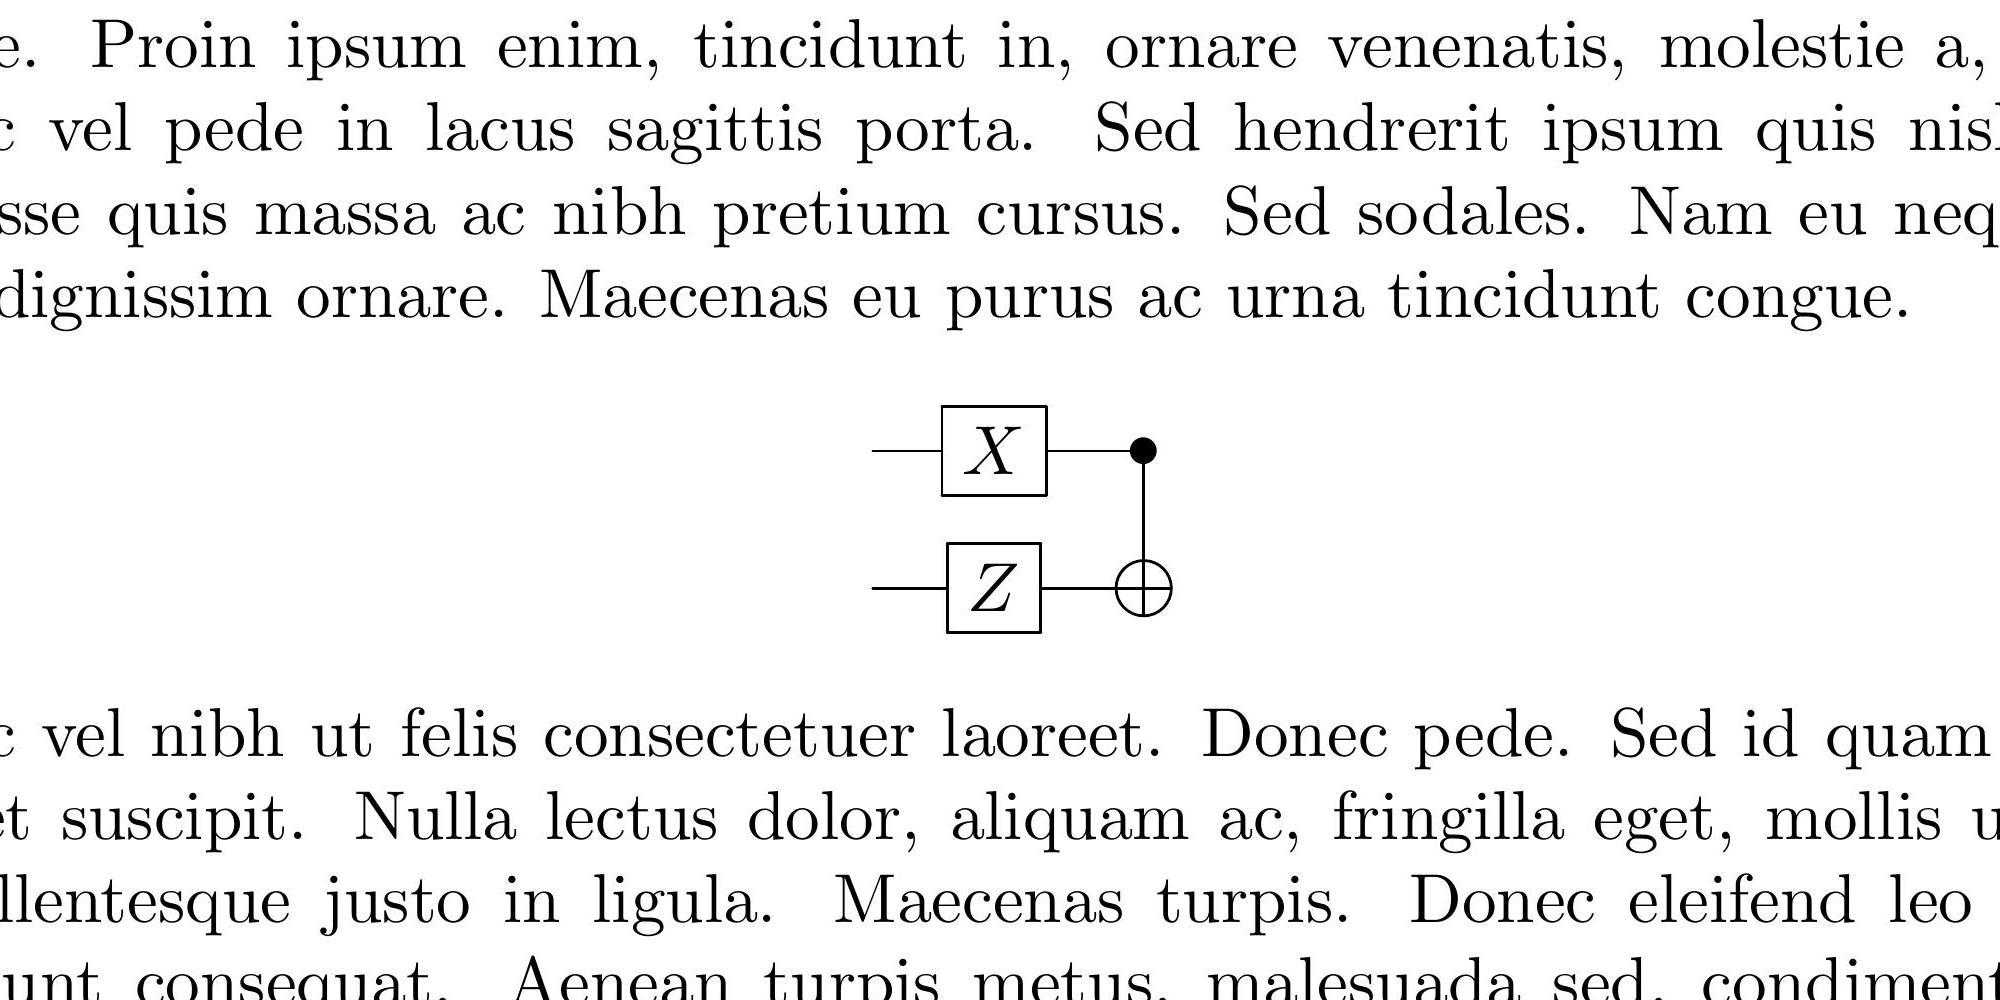 e. Proin ipsum enim, tincidunt in, ornare venenatis, molestie a,
c vel pede in lacus sagittis porta. Sed hendrerit ipsum quis nisl
sse quis massa ac nibh pretium cursus. Sed sodales. Nam eu neq
dignissim ornare. Maecenas eu purus ac urna tincidunt congue.
X
Z
c vel nibh ut felis consectetuer laoreet. Donec pede. Sed id quam
et suscipit. Nulla lectus dolor, aliquam ac, fringilla eget, mollis u
llentesque justo in ligula. Maecenas turpis. Donec eleifend leo
unt consequat. Aenean turpis metus, malesuada sed, condiment